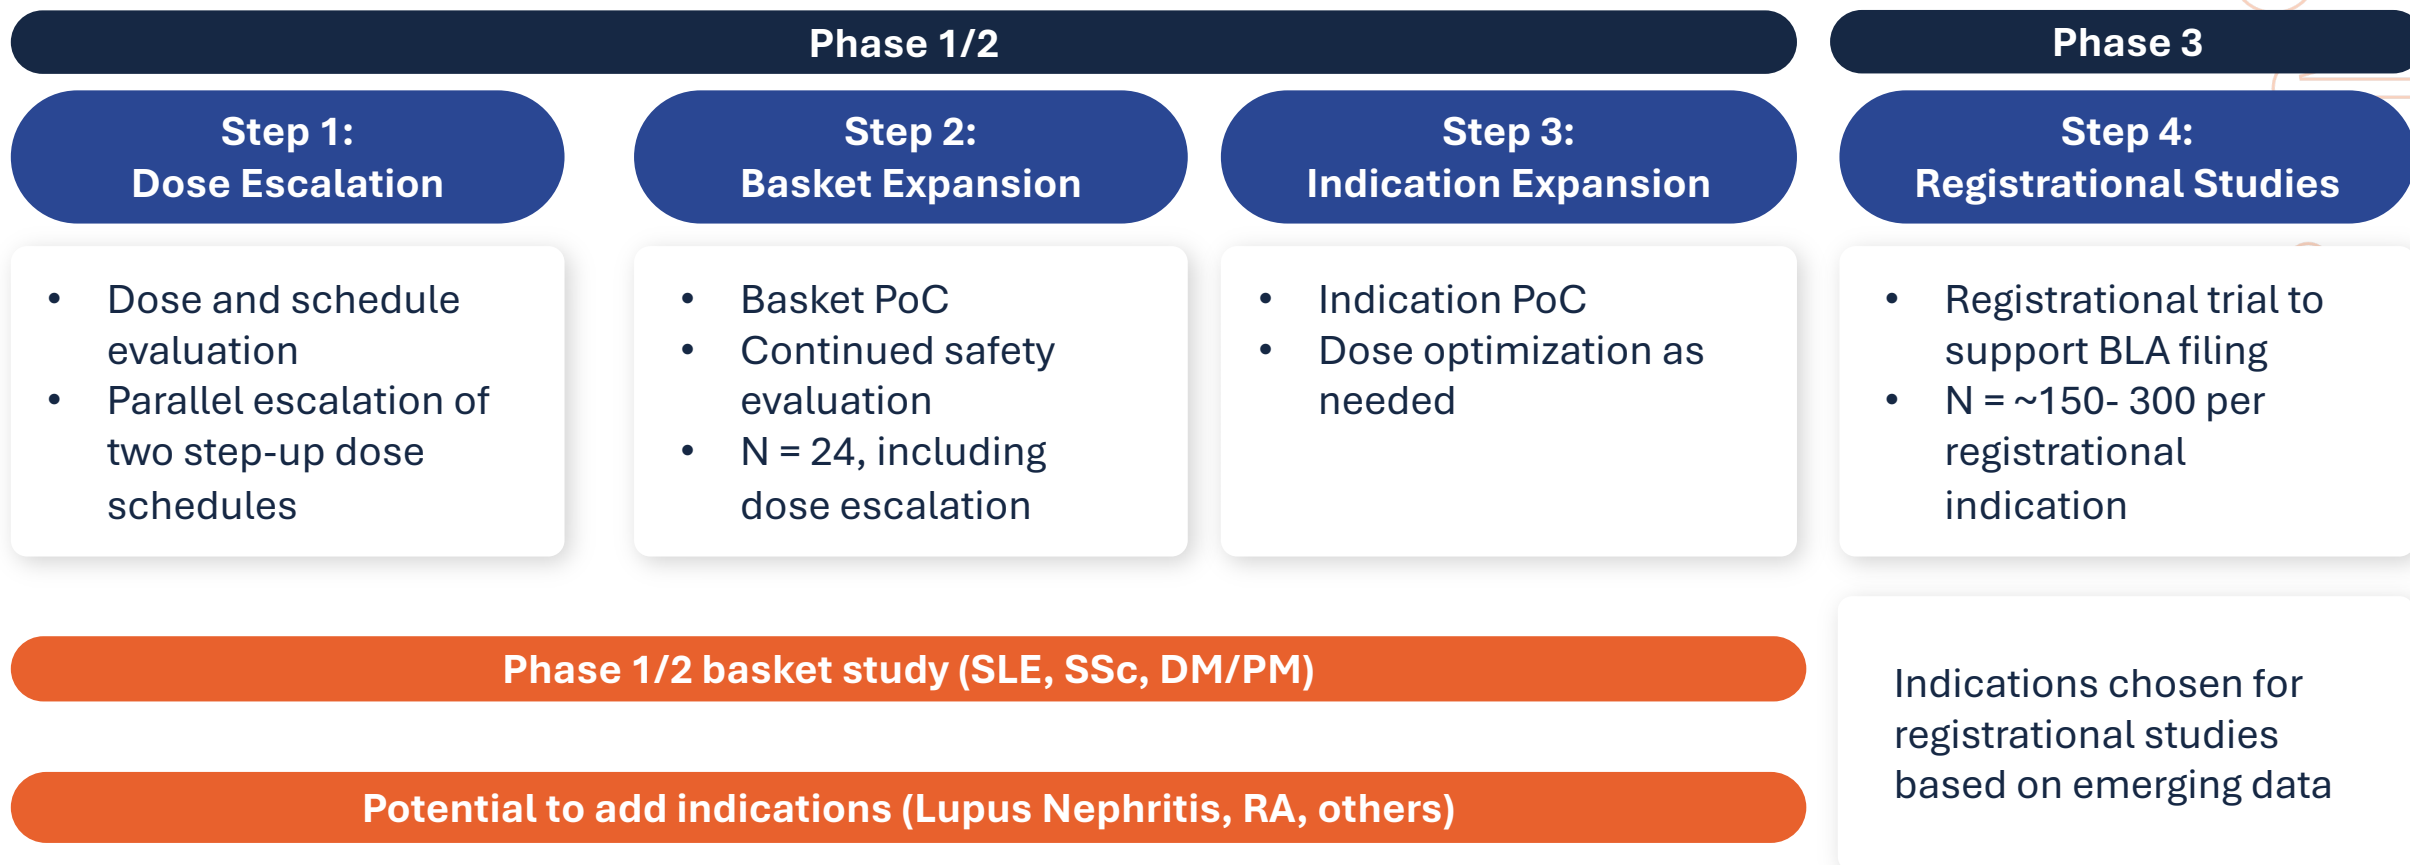 Phase 1/2
Phase 3
Step 1:
Dose Escalation
Step 2:
Basket Expansion
Step 3:
Indication Expansion
Step 4:
Registrational Studies
• Dose and schedule
evaluation
• Parallel escalation of
two step-up dose
schedules
• Basket PoC
• Continued safety
evaluation
• N = 24, including
dose escalation
• Indication PoC
• Dose optimization as
needed
• Registrational trial to
support BLA filing
• N = ~150- 300 per
registrational
indication
Phase 1/2 basket study (SLE, SSc, DM/PM)
Potential to add indications (Lupus Nephritis, RA, others)
Indications chosen for
registrational studies
based on emerging data